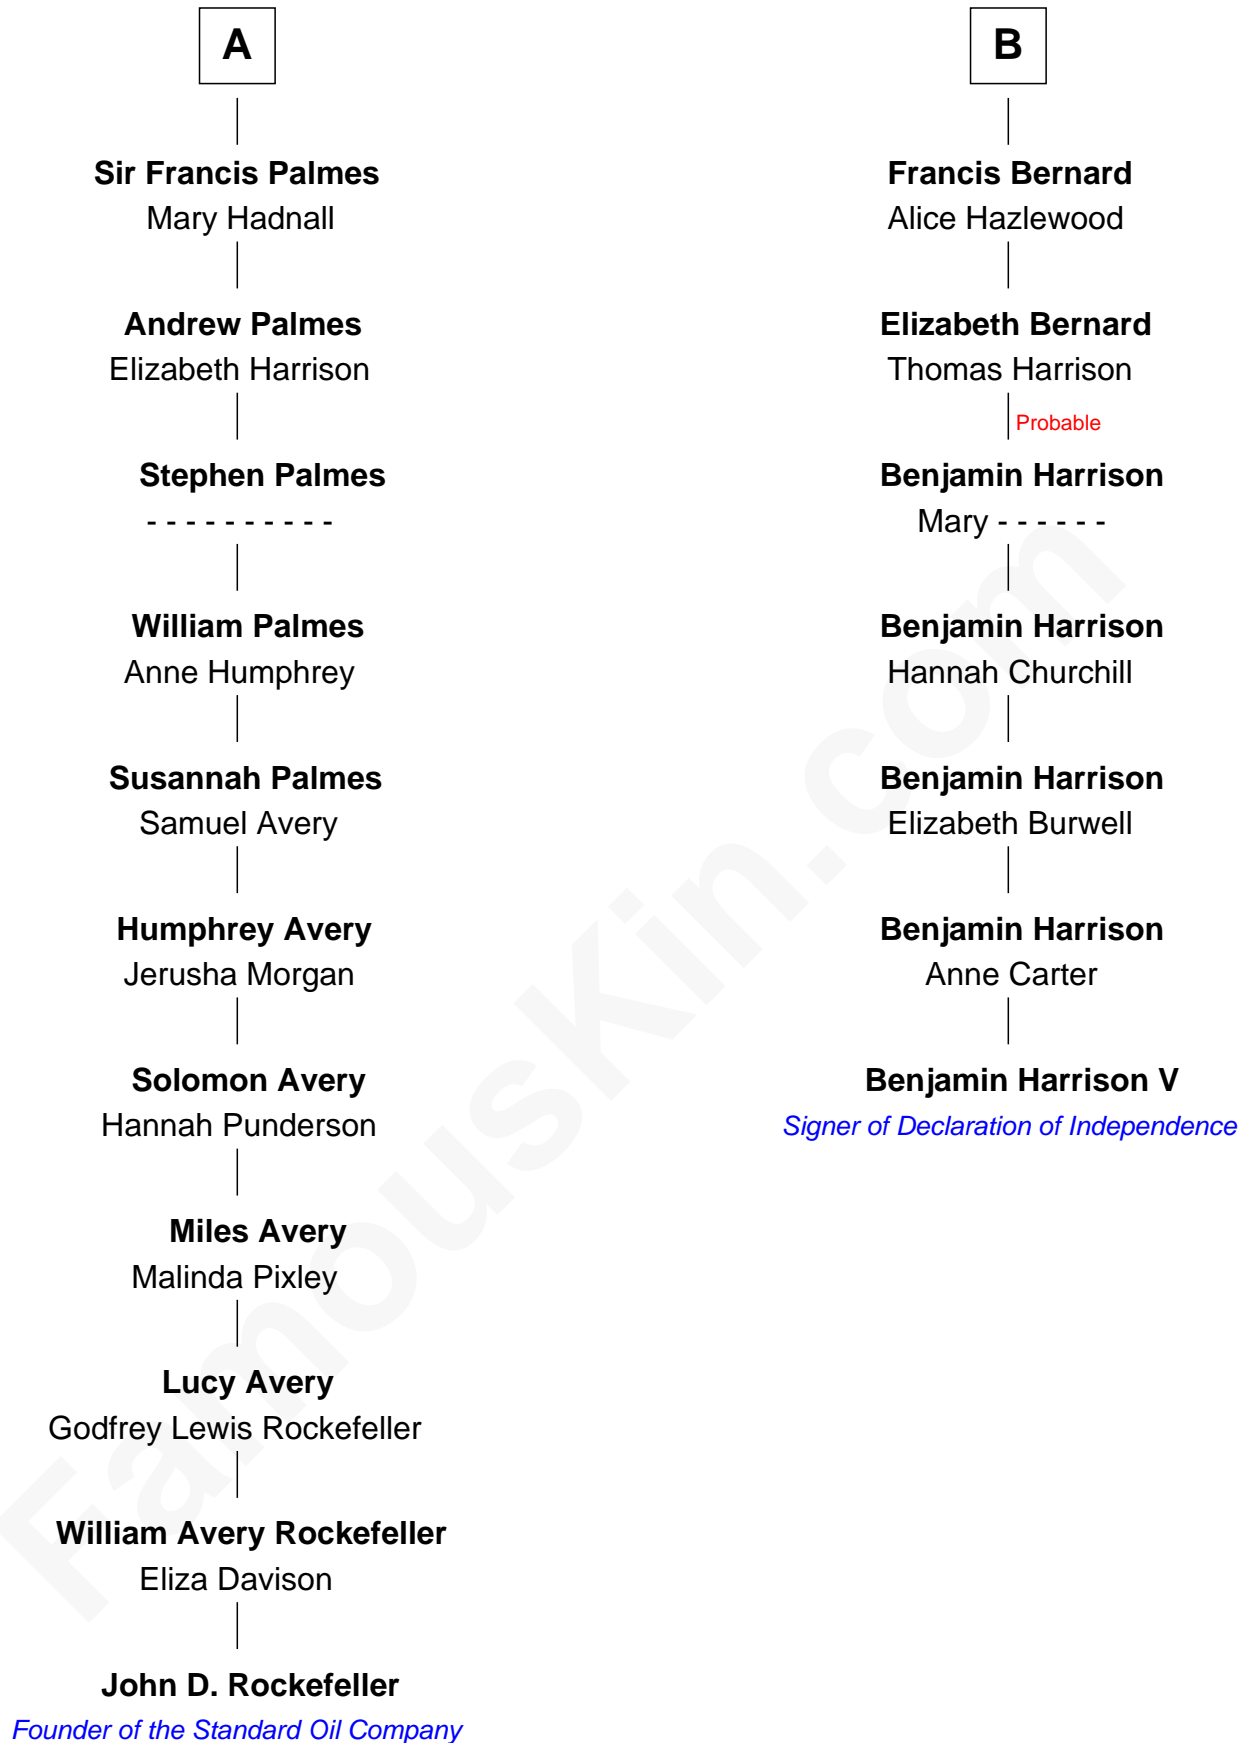 A
Sir Francis Palmes
Mary Hadnall
Andrew Palmes
Elizabeth Harrison
Stephen Palmes
- - - - - - - - - -
William Palmes
Anne Humphrey
Susannah Palmes
Samuel Avery
Humphrey Avery
Jerusha Morgan
Solomon Avery
Hannah Punderson
Miles Avery
Malinda Pixley
Lucy Avery
Godfrey Lewis Rockefeller
William Avery Rockefeller
Eliza Davison
John D. Rockefeller
Founder of the Standard Oil Company
B
Francis Bernard
Alice Hazlewood
Elizabeth Bernard
Thomas Harrison
Probable
Benjamin Harrison
Mary - - - - - -
Benjamin Harrison
Hannah Churchill
Benjamin Harrison
Elizabeth Burwell
Benjamin Harrison
Anne Carter
Benjamin Harrison V
Signer of Declaration of Independence
FamousKin.com